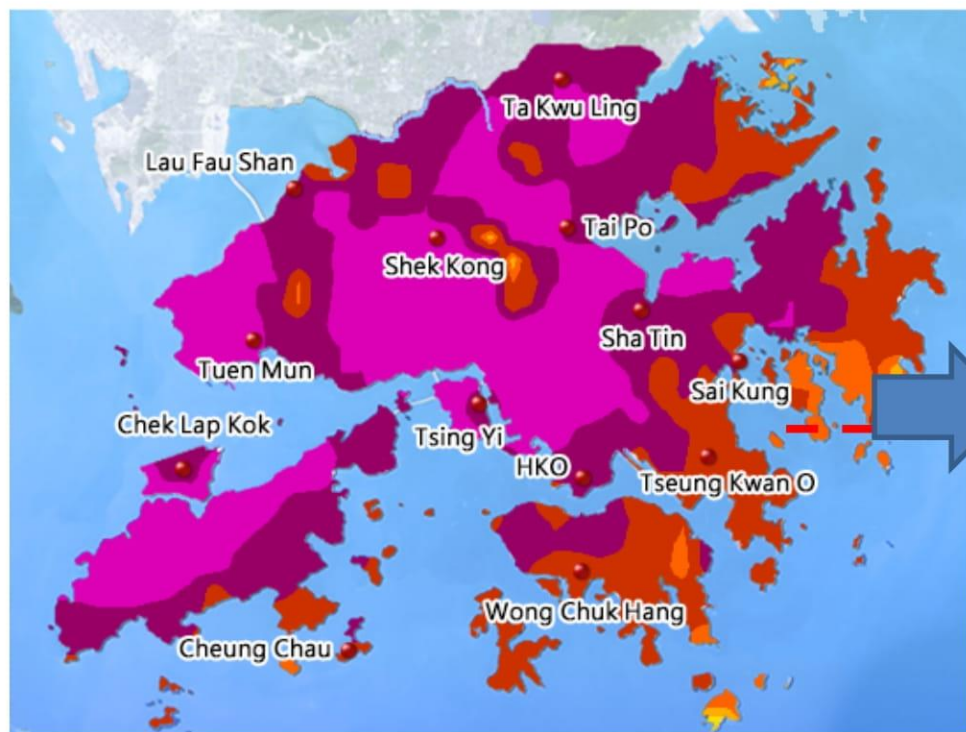 Ta Kwu Ling
Lau Fau Shan
Tai Po
Shek Kong
Sha Tin
Tuen Mun
Sai Kung
Chek Lap Kok
Tsing Yi
HKO
Tseung Kwan O
Wong Chuk Hang
Cheung Chau